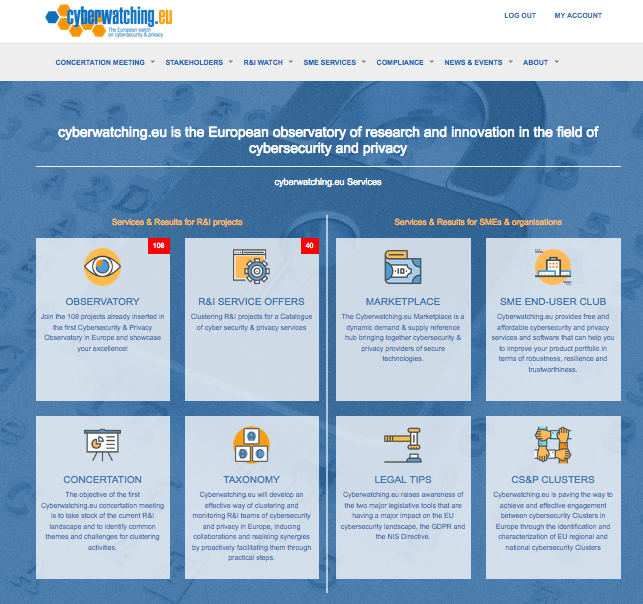 cyberwatching.eu
The European watch
on cybersecurity & privacy
LOG OUT MY ACCOUNT
CONCERTATION MEETING STAKEHOLDERS R&I WATCH SME SERVICES COMPLIANCE NEWS & EVENTS ABOUT
cyberwatching.eu is the European observatory of research and innovation in the field of
cybersecurity and privacy
cyberwatching.eu Services
Services & Results for R&I projects
108
OBSERVATORY
Join the 108 projects already inserted in
the first Cybersecurity & Privacy
Observatory in Europe and showcase
your excellence!
40
R&I SERVICE OFFERS
Clustering R&I projects for a Catalogue
of cyber security & privacy services
CONCERTATION
The objective of the first
Cyberwatching.eu concertation meeting
is to take stock of the current R&I
landscape and to identify common
themes and challenges for clustering
activities.
TAXONOMY
Cyberwatching.eu will develop an
effective way of clustering and
monitoring R&I teams of cybersecurity
and privacy in Europe, inducing
collaborations and realising synergies
by proactively facilitating them through
practical steps.
Services & Results for SMEs & organisations
MARKETPLACE
The Cyberwatching.eu Marketplace is a
dynamic demand & supply reference
hub bringing together cybersecurity &
privacy providers of secure
technologies.
SME END-USER CLUB
Cyberwatching.eu provides free and
affordable cybersecurity and privacy
services and software that can help you
to improve your product portfolio in
terms of robustness, resilience and
trustworthiness.
LEGAL TIPS
Cyberwatching.eu raises awareness of
the two major legislative tools that are
having a major impact on the EU
cybersecurity landscape, the GDPR and
the NIS Directive.
CS&P CLUSTERS
Cyberwatching.eu is paving the way to
achieve and effective engagement
between cybersecurity Clusters in
Europe through the identification and
characterization of EU regional and
national cybersecurity Clusters